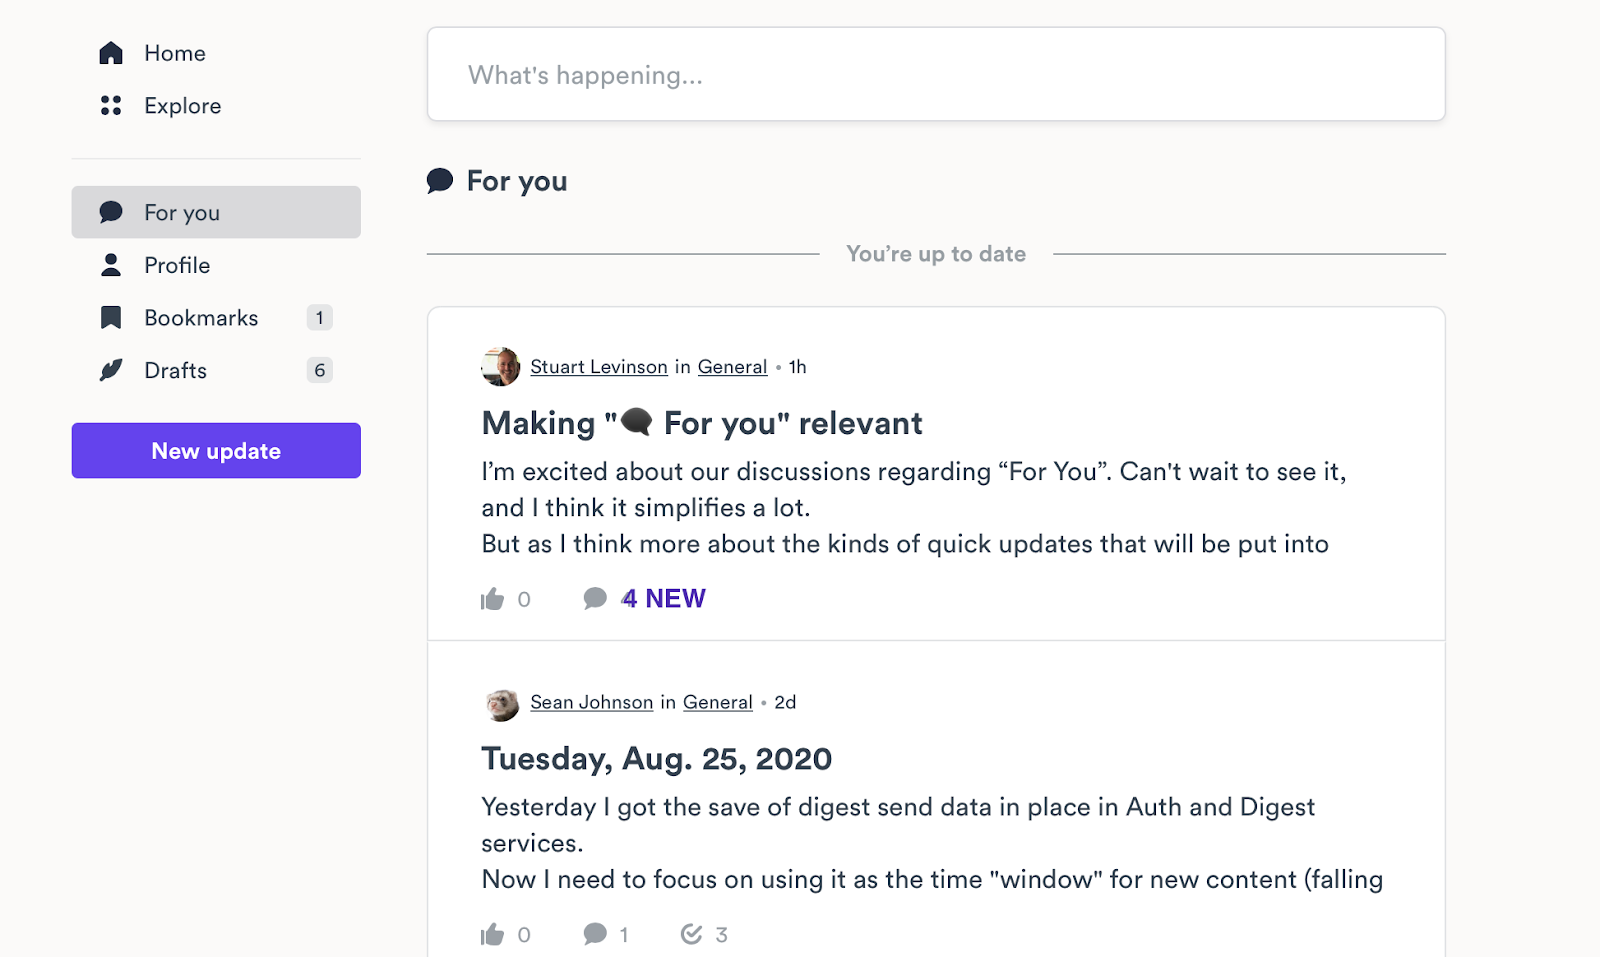 Home
Explore
For you
Profile
Bookmarks 1
Drafts 6
New update
What's happening...
For you
You’re up to date
Stuart Levinson in General • 1h
Making "🗨 For you" relevant
I’m excited about our discussions regarding “For You”. Can't wait to see it,
and I think it simplifies a lot.
But as I think more about the kinds of quick updates that will be put into
0 4 NEW
Sean Johnson in General • 2d
Tuesday, Aug. 25, 2020
Yesterday I got the save of digest send data in place in Auth and Digest
services.
Now I need to focus on using it as the time "window" for new content (falling
0 1 3